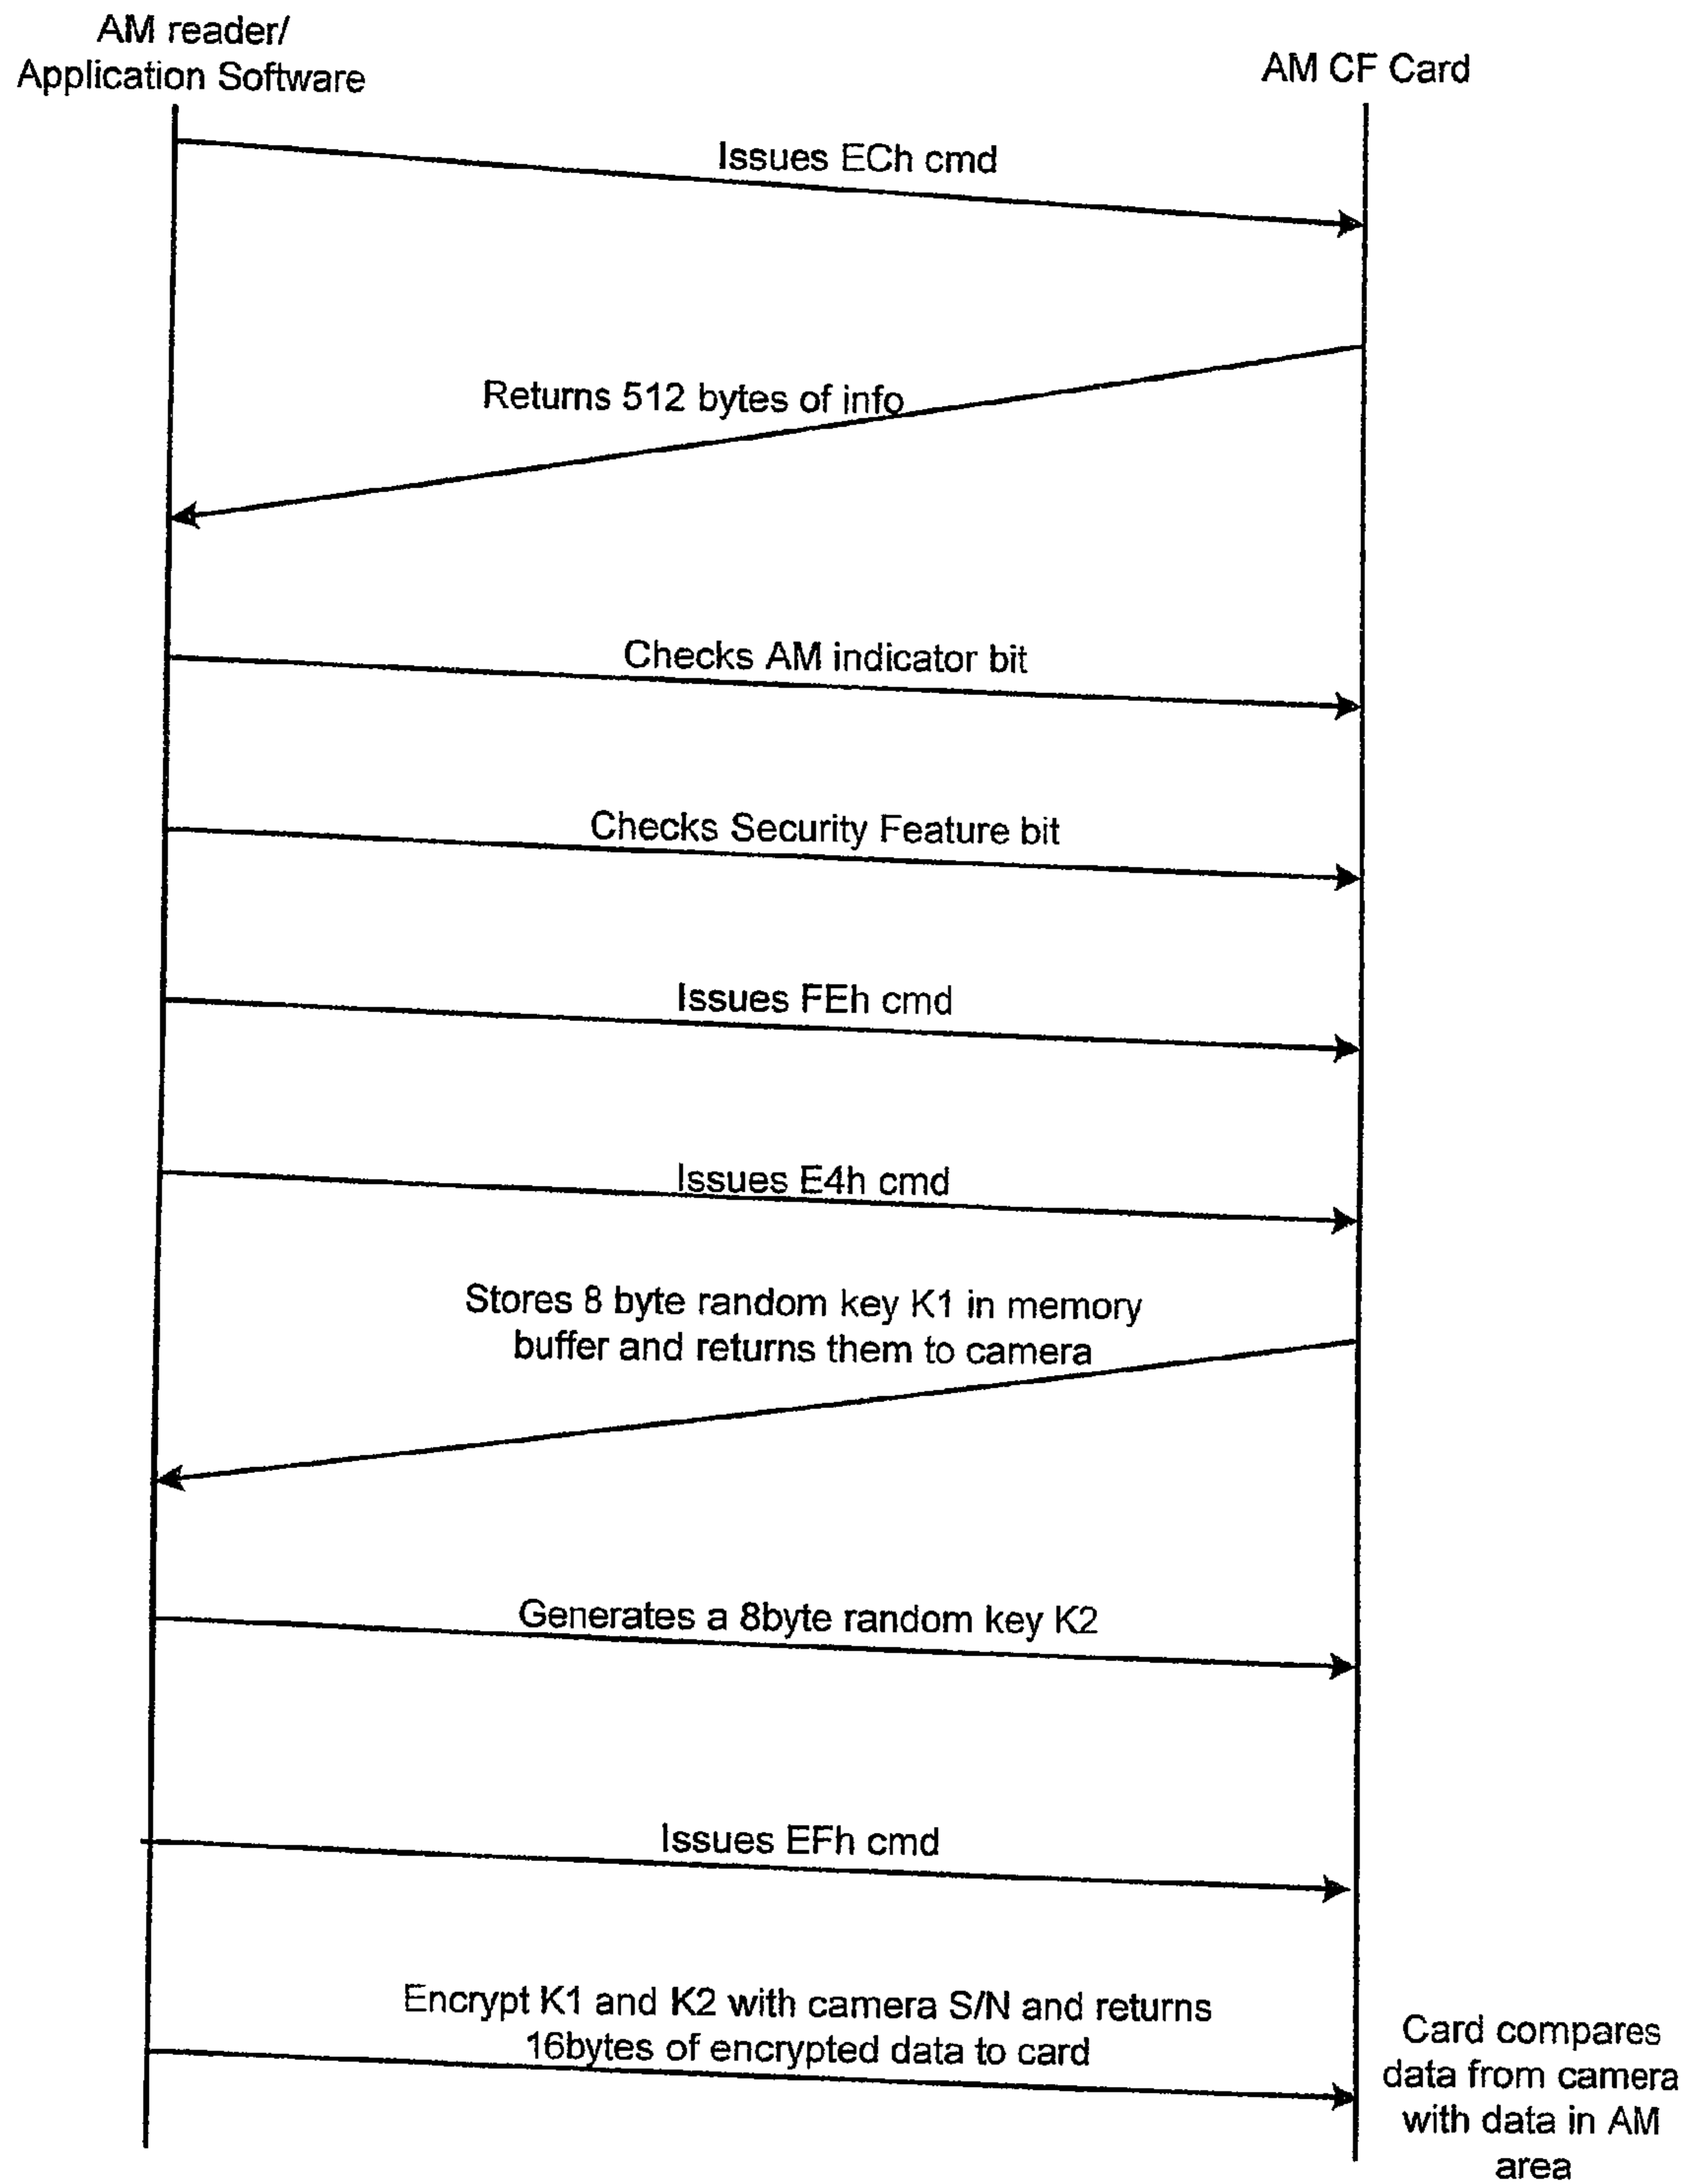 AM reader/
Application Software
AM CF Card
Issues ECh cmd
Returns 512 bytes of info
Checks AM indicator bit
Checks Security Feature bit
Issues FEh cmd
Issues E4h cmd
Stores 8 byte random key K1 in memory
buffer and returns them to camera
Generates a 8byte random key K2
Issues EFh cmd
Encrypt K1 and K2 with camera S/N and returns
16bytes of encrypted data to card
Card compares
data from camera
with data in AM
area